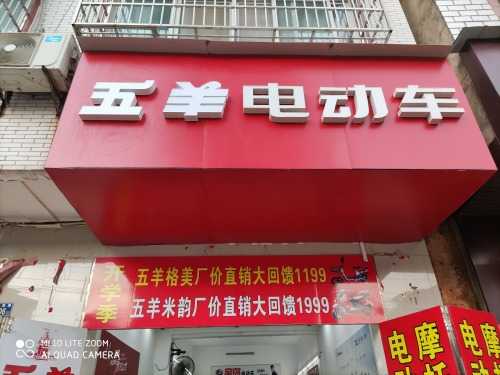 五羊电动车
开学季
五羊格美厂价直销大回馈1199
五羊米韵厂价直销大回馈1999
电动
摩托
电
摩
MI 10 LITE ZOOM
AI QUAD CAMERA